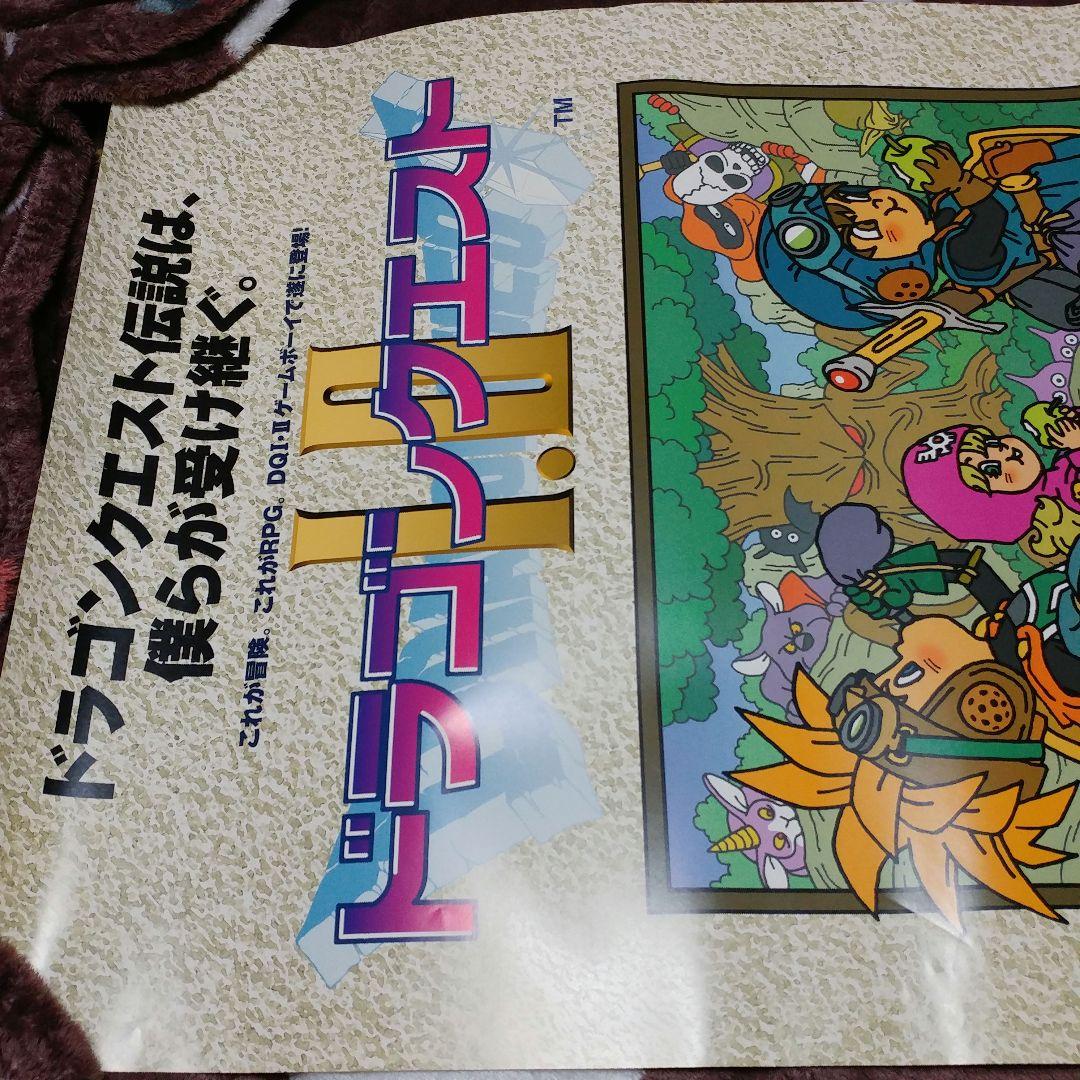 ドラゴンクエスト伝説は、
僕らが受け継ぐ。
これが冒険。これがRPG。DQI・IIゲームボーイで遂に登場!
ドラゴンクエスト
I・II
TM